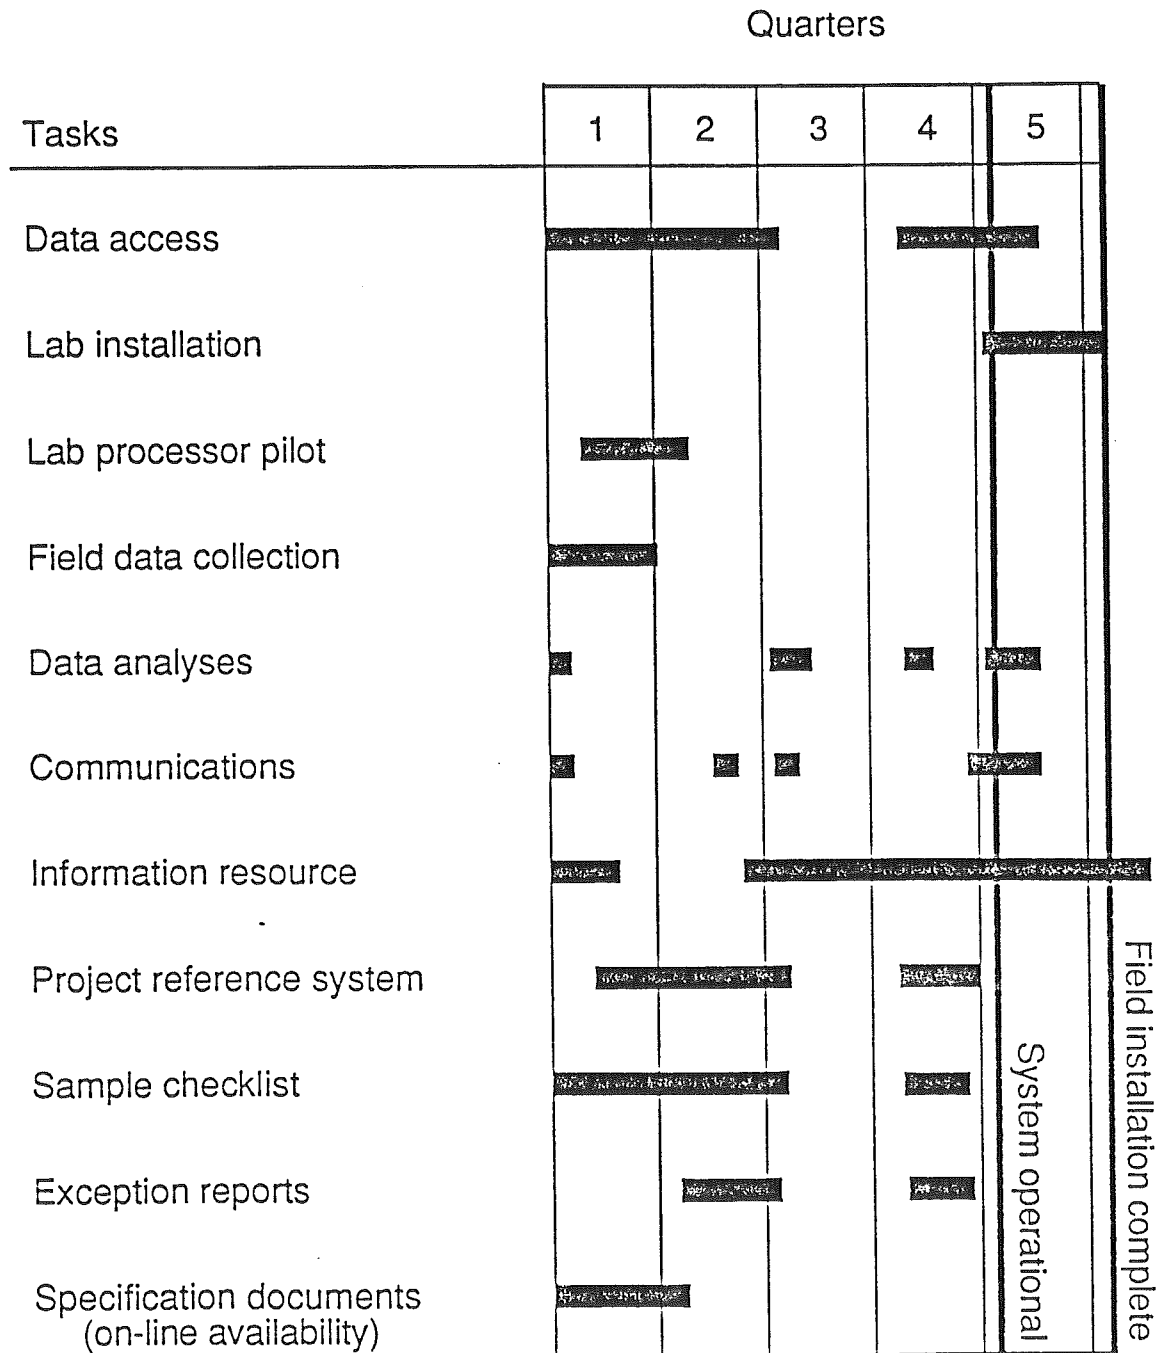 Quarters
Tasks 1 2 3 4 5
Data access
Lab installation
Lab processor pilot
Field data collection
Data analyses
Communications
Information resource
Project reference system
Sample checklist
Exception reports
Specification documents
(on-line availability)
System operational
Field installation complete